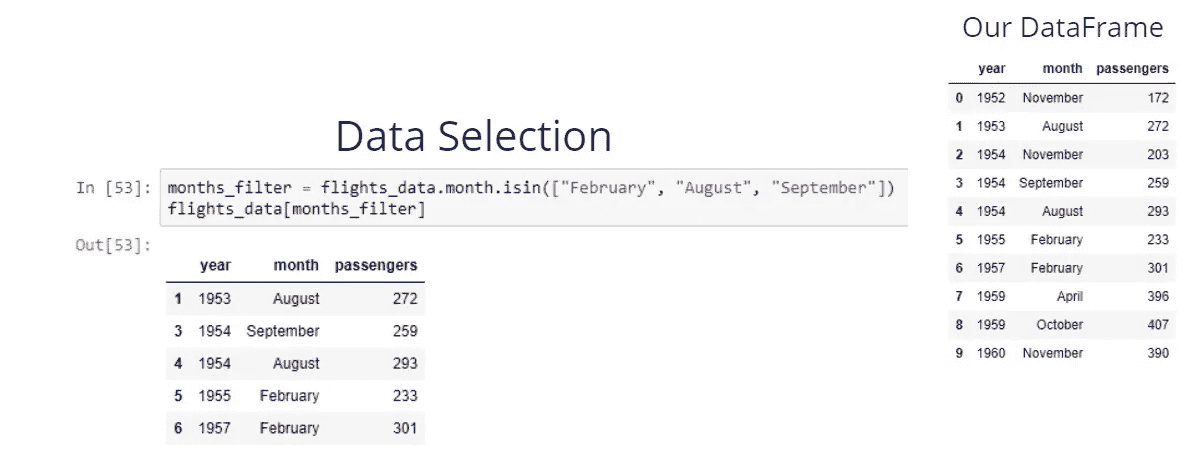 Data Selection
In [53]: months_filter = flights_data.month.isin(["February", "August", "September"])
flights_data[months_filter]
Out[53]:
year month passengers
1 1953 August 272
3 1954 September 259
4 1954 August 293
5 1955 February 233
6 1957 February 301
Our DataFrame
year month passengers
0 1952 November 172
1 1953 August 272
2 1954 November 203
3 1954 September 259
4 1954 August 293
5 1955 February 233
6 1957 February 301
7 1959 April 396
8 1959 October 407
9 1960 November 390